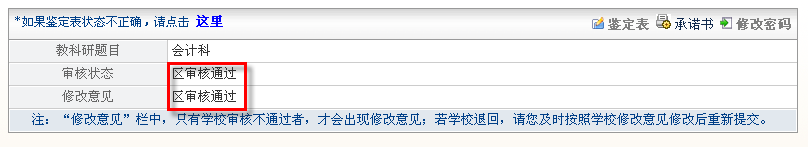 *如果鉴定表状态不正确，请点击 这里 鉴定表 承诺书 修改密码
教科研题目 会计科
审核状态 区审核通过
修改意见 区审核通过
注：“修改意见”栏中，只有学校审核不通过者，才会出现修改意见；若学校退回，请您及时按照学校修改意见修改后重新提交。